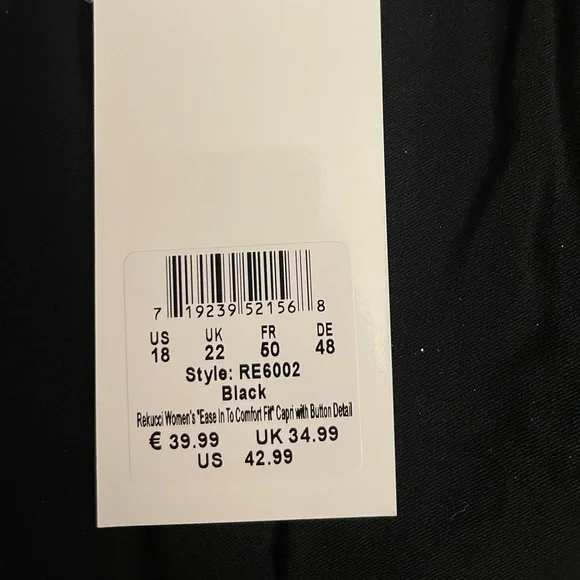 7 19239 52156 8
US UK FR DE
18 22 50 48
Style: RE6002
Black
Rekucci Women's "Ease In To Comfort Fit" Capri with Button Detail
€ 39.99 UK 34.99
US 42.99